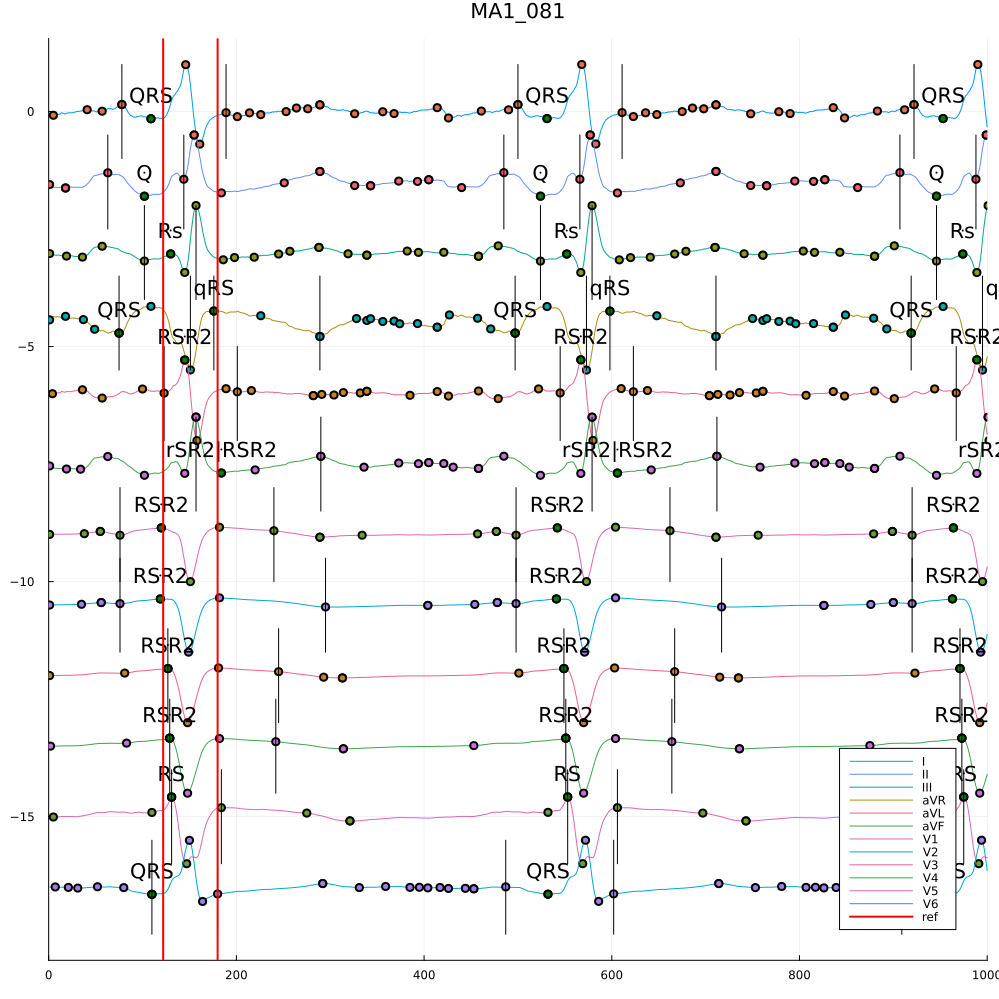 MA1_081
QRS QRS QRS
0
Q Q Q
Rs Rs Rs
qRS qRS q
QRS QRS QRS
−5
RSR2 RSR2 RSR2
rSR2 RSR2 rSR2 RSR2 rSR2
RSR2 RSR2 RSR2
−10
RSR2 RSR2 RSR2
RSR2 RSR2 RSR2
RSR2 RSR2 RSR2
RS RS RS
−15
QRS QRS
I
II
III
aVR
aVL
aVF
V1
V2
V3
V4
V5
V6
ref
0 200 400 600 800 1000